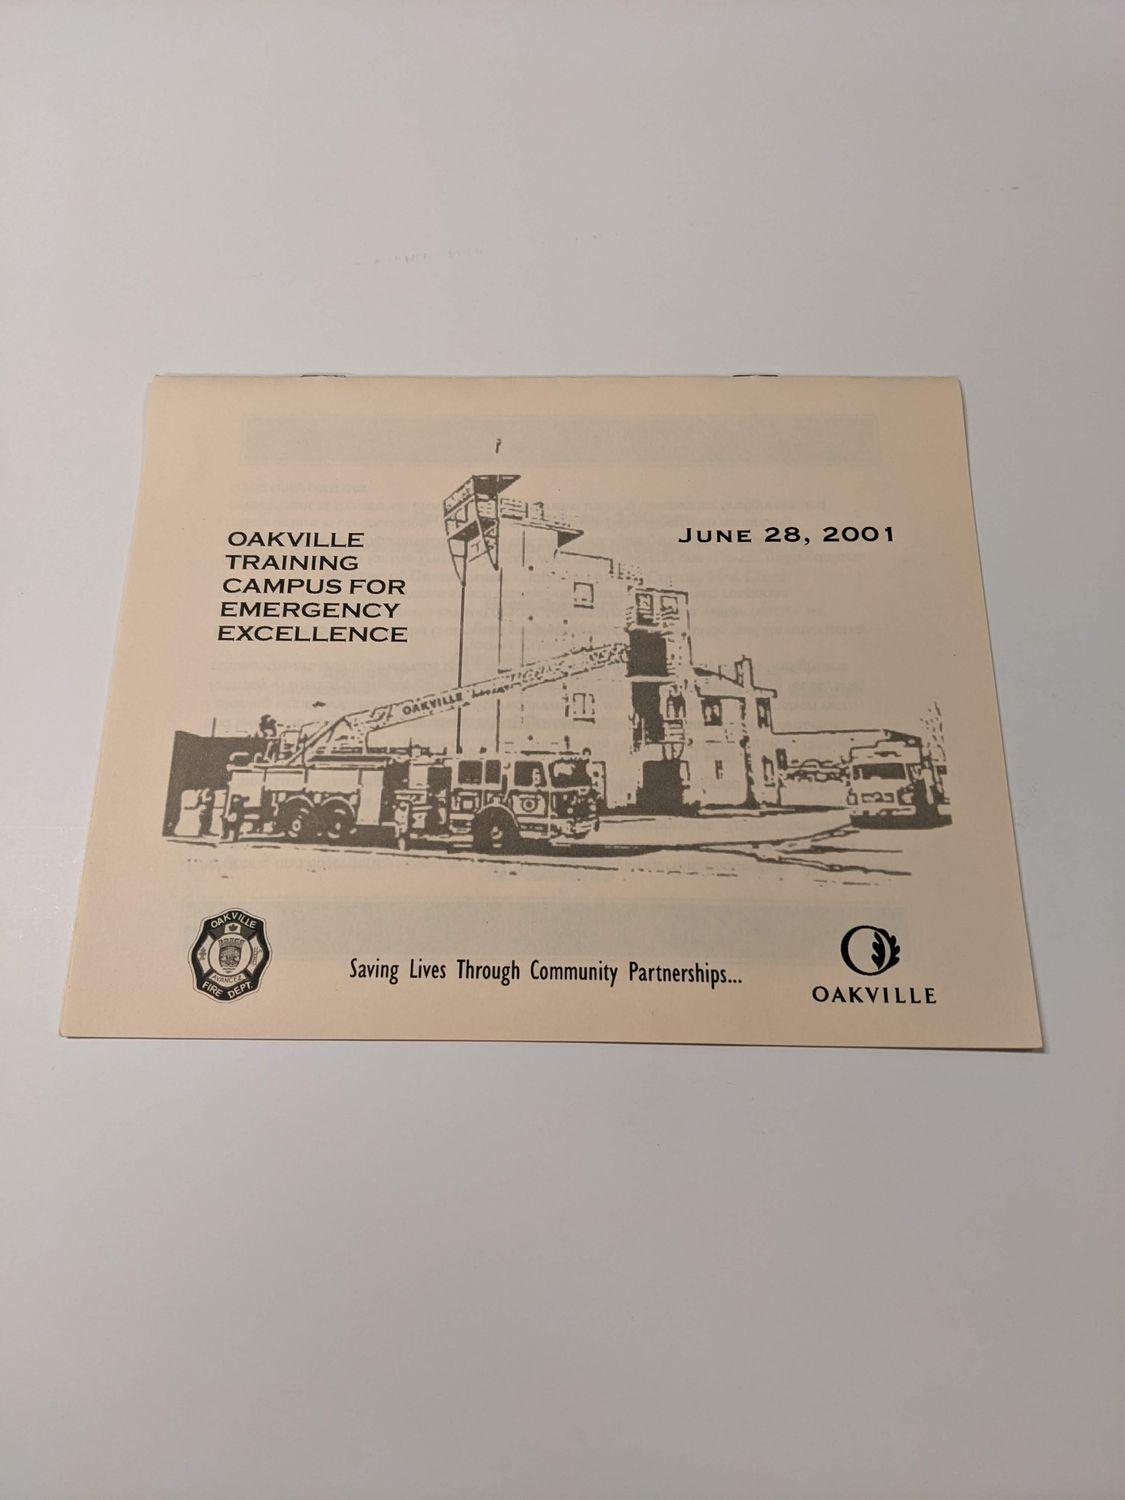 OAKVILLE
TRAINING
CAMPUS FOR
EMERGENCY
EXCELLENCE
JUNE 28, 2001
OAKVILLE
OAKVILLE
AVANCEZ
FIRE DEPT.
Saving Lives Through Community Partnerships...
OAKVILLE